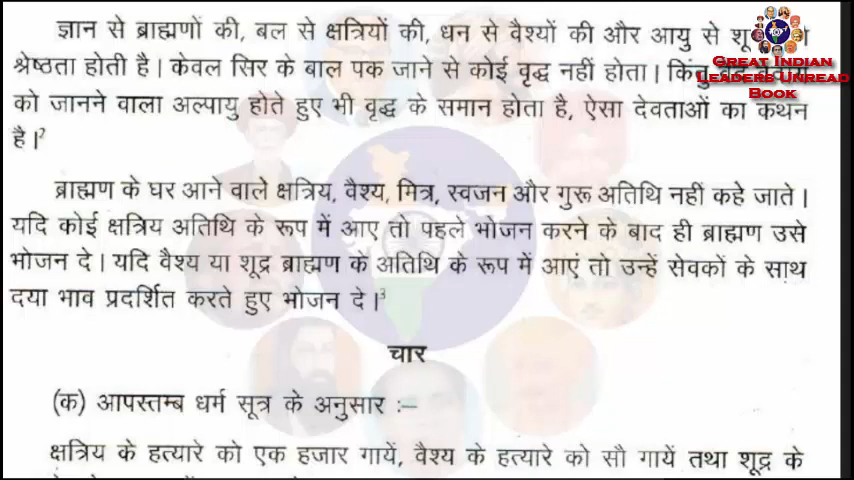 ज्ञान से ब्राह्मणों की, बल से क्षत्रियों की, धन से वैश्यों की और आयु से
श्रेष्ठता होती है। केवल सिर के बाल पक जाने से कोई वृद्ध नहीं होता। किंतु
को जानने वाला अल्पायु होते हुए भी वृद्ध के समान होता है, ऐसा देवताओं का कथन
है।²
ब्राह्मण के घर आने वाले क्षत्रिय, वैश्य, मित्र, स्वजन और गुरू अतिथि नहीं कहे जाते।
यदि कोई क्षत्रिय अतिथि के रूप में आए तो पहले भोजन करने के बाद ही ब्राह्मण उसे
भोजन दे। यदि वैश्य या शूद्र ब्राह्मण के अतिथि के रूप में आएं तो उन्हें सेवकों के साथ
दया भाव प्रदर्शित करते हुए भोजन दे।³
चार
(क) आपस्तम्ब धर्म सूत्र के अनुसार :–
क्षत्रिय के हत्यारे को एक हजार गायें, वैश्य के हत्यारे को सौ गायें तथा शूद्र के
Great Indian
Leaders Unread
Book